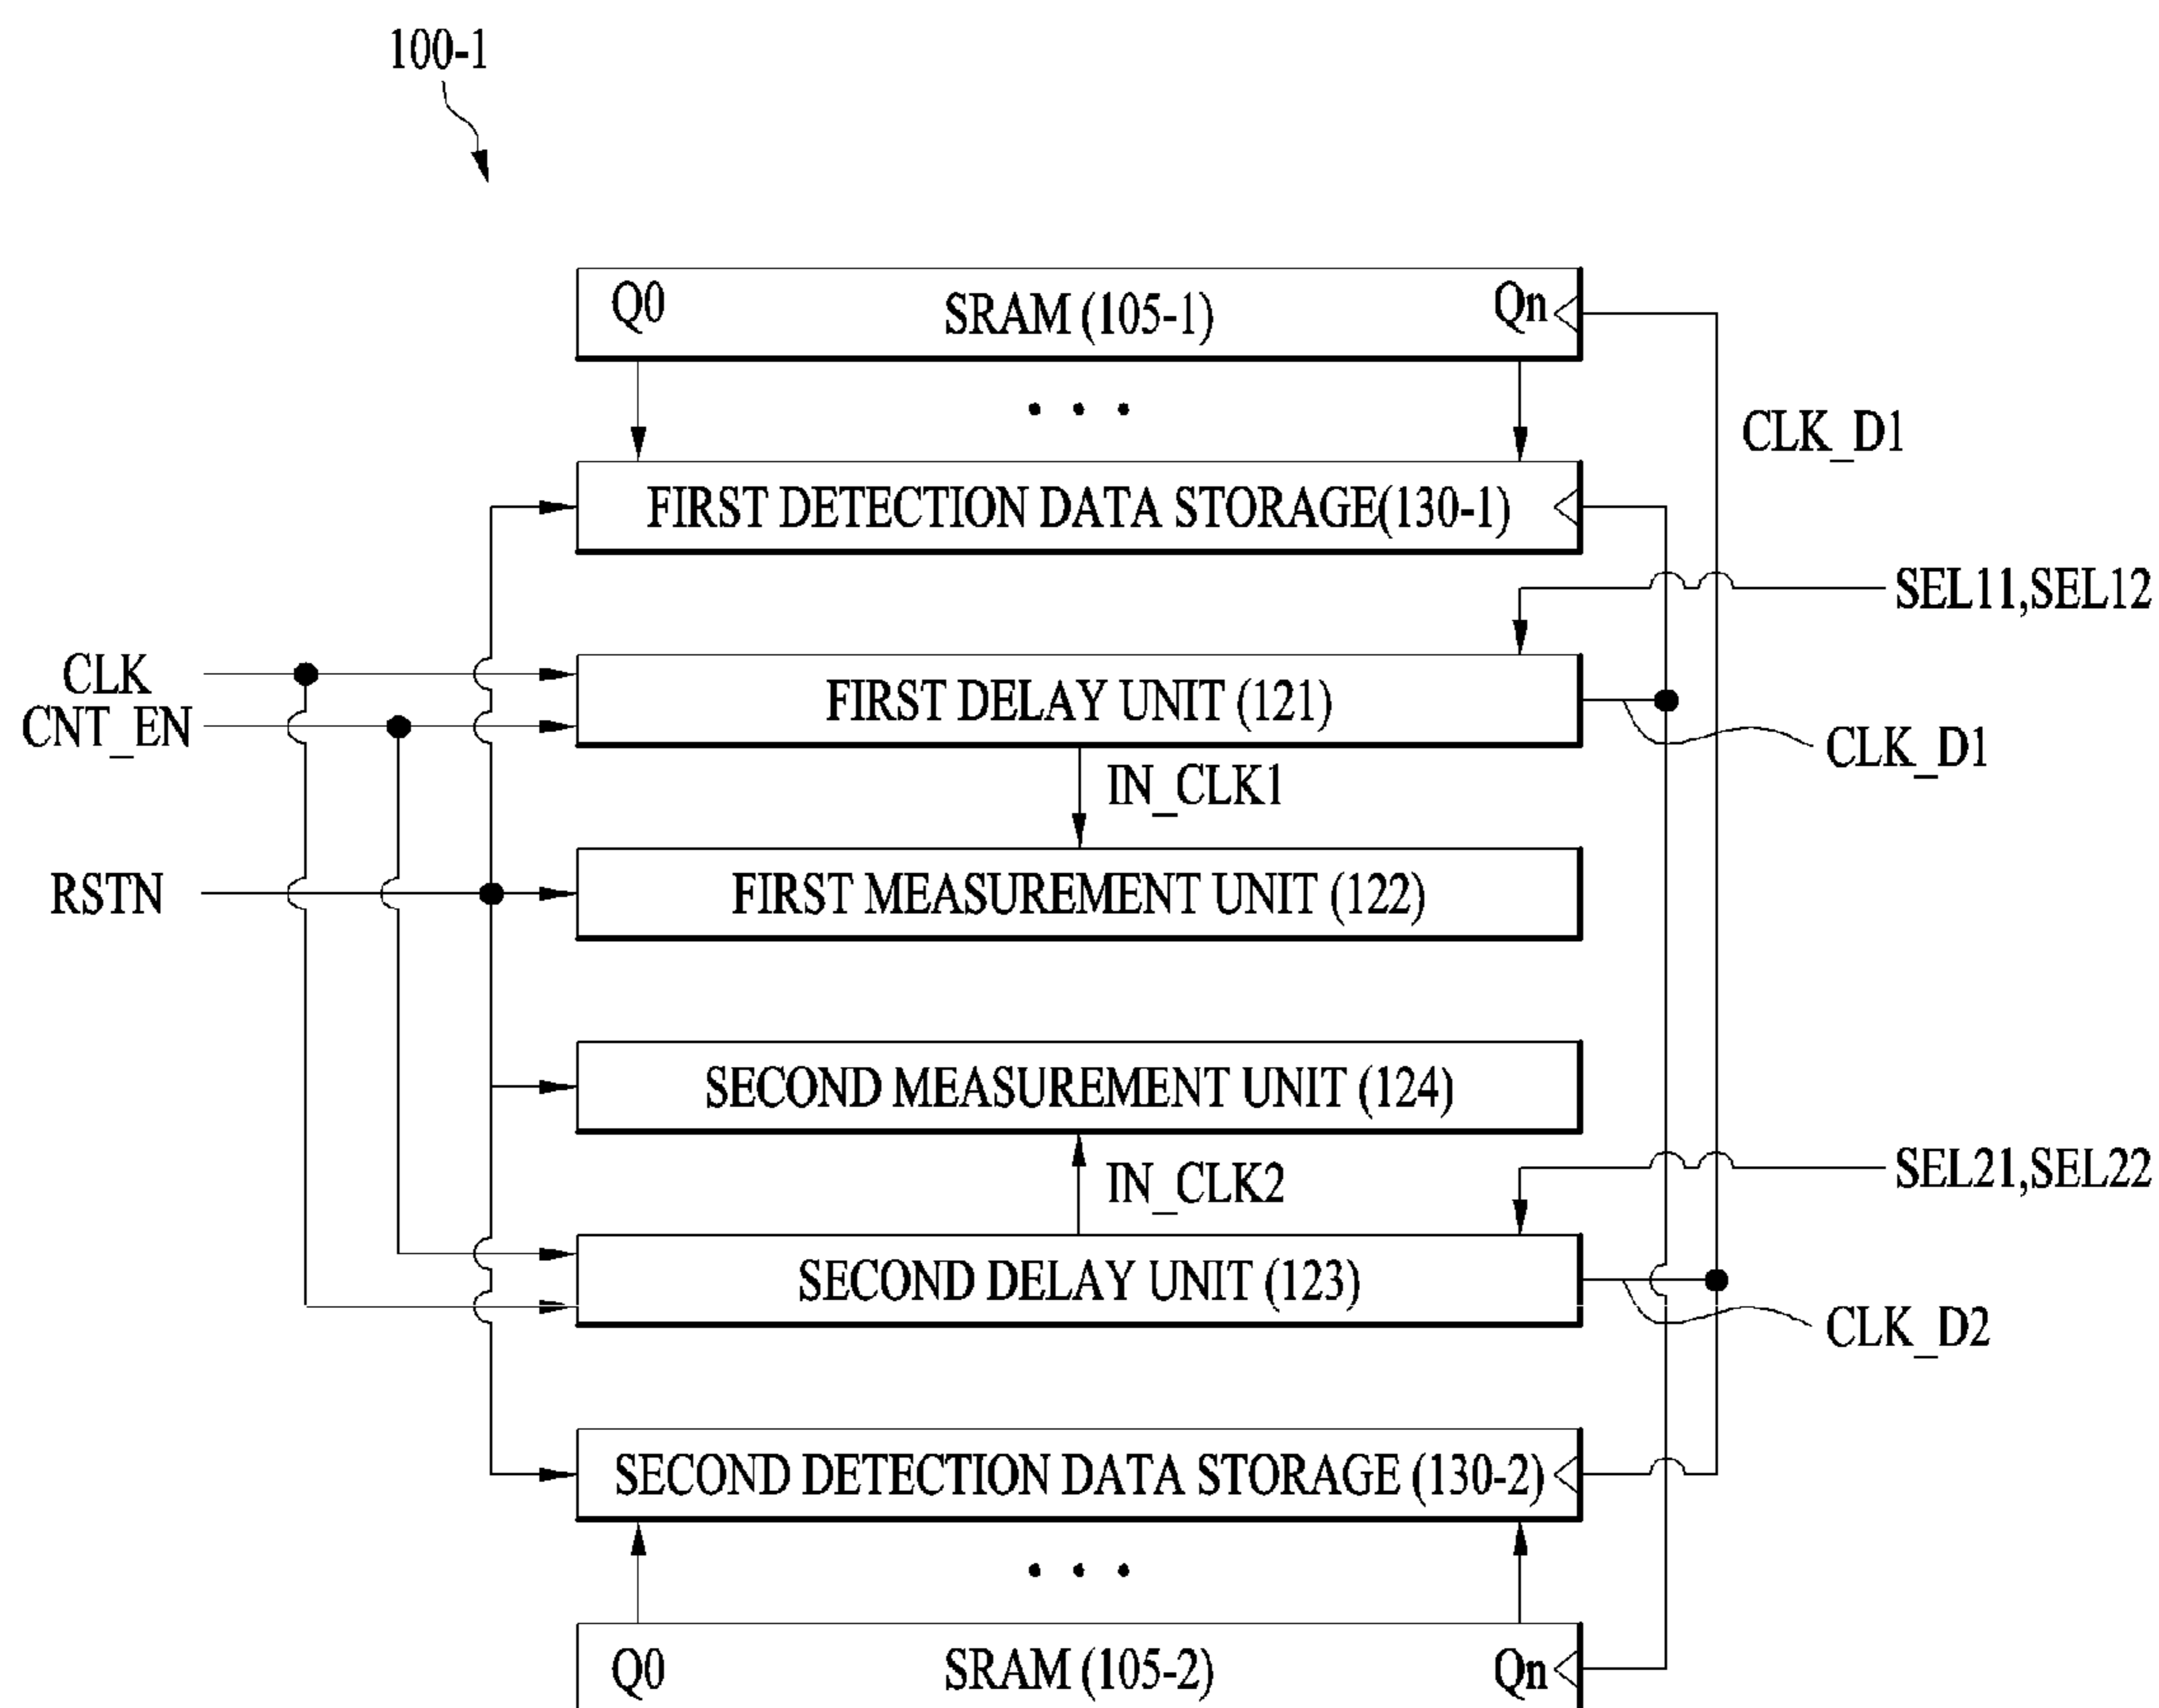 100-1
Q0 SRAM (105-1) Qn
CLK_D1
FIRST DETECTION DATA STORAGE(130-1)
SEL11,SEL12
CLK
FIRST DELAY UNIT (121)
CNT_EN
CLK_D1
IN_CLK1
RSTN
FIRST MEASUREMENT UNIT (122)
SECOND MEASUREMENT UNIT (124)
IN_CLK2
SEL21,SEL22
SECOND DELAY UNIT (123)
CLK_D2
SECOND DETECTION DATA STORAGE (130-2)
Q0 SRAM (105-2) Qn